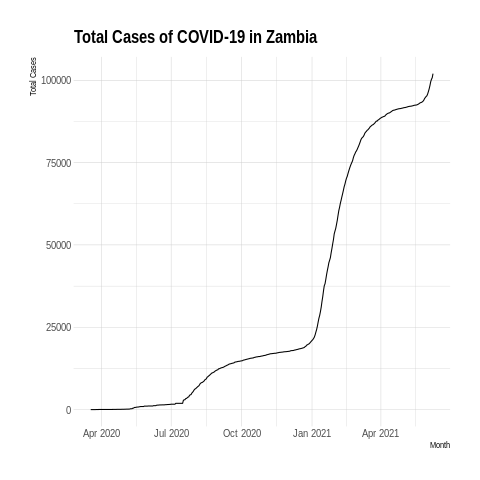 Total Cases of COVID-19 in Zambia
Total Cases
100000
75000
50000
25000
0
Apr 2020 Jul 2020 Oct 2020 Jan 2021 Apr 2021
Month